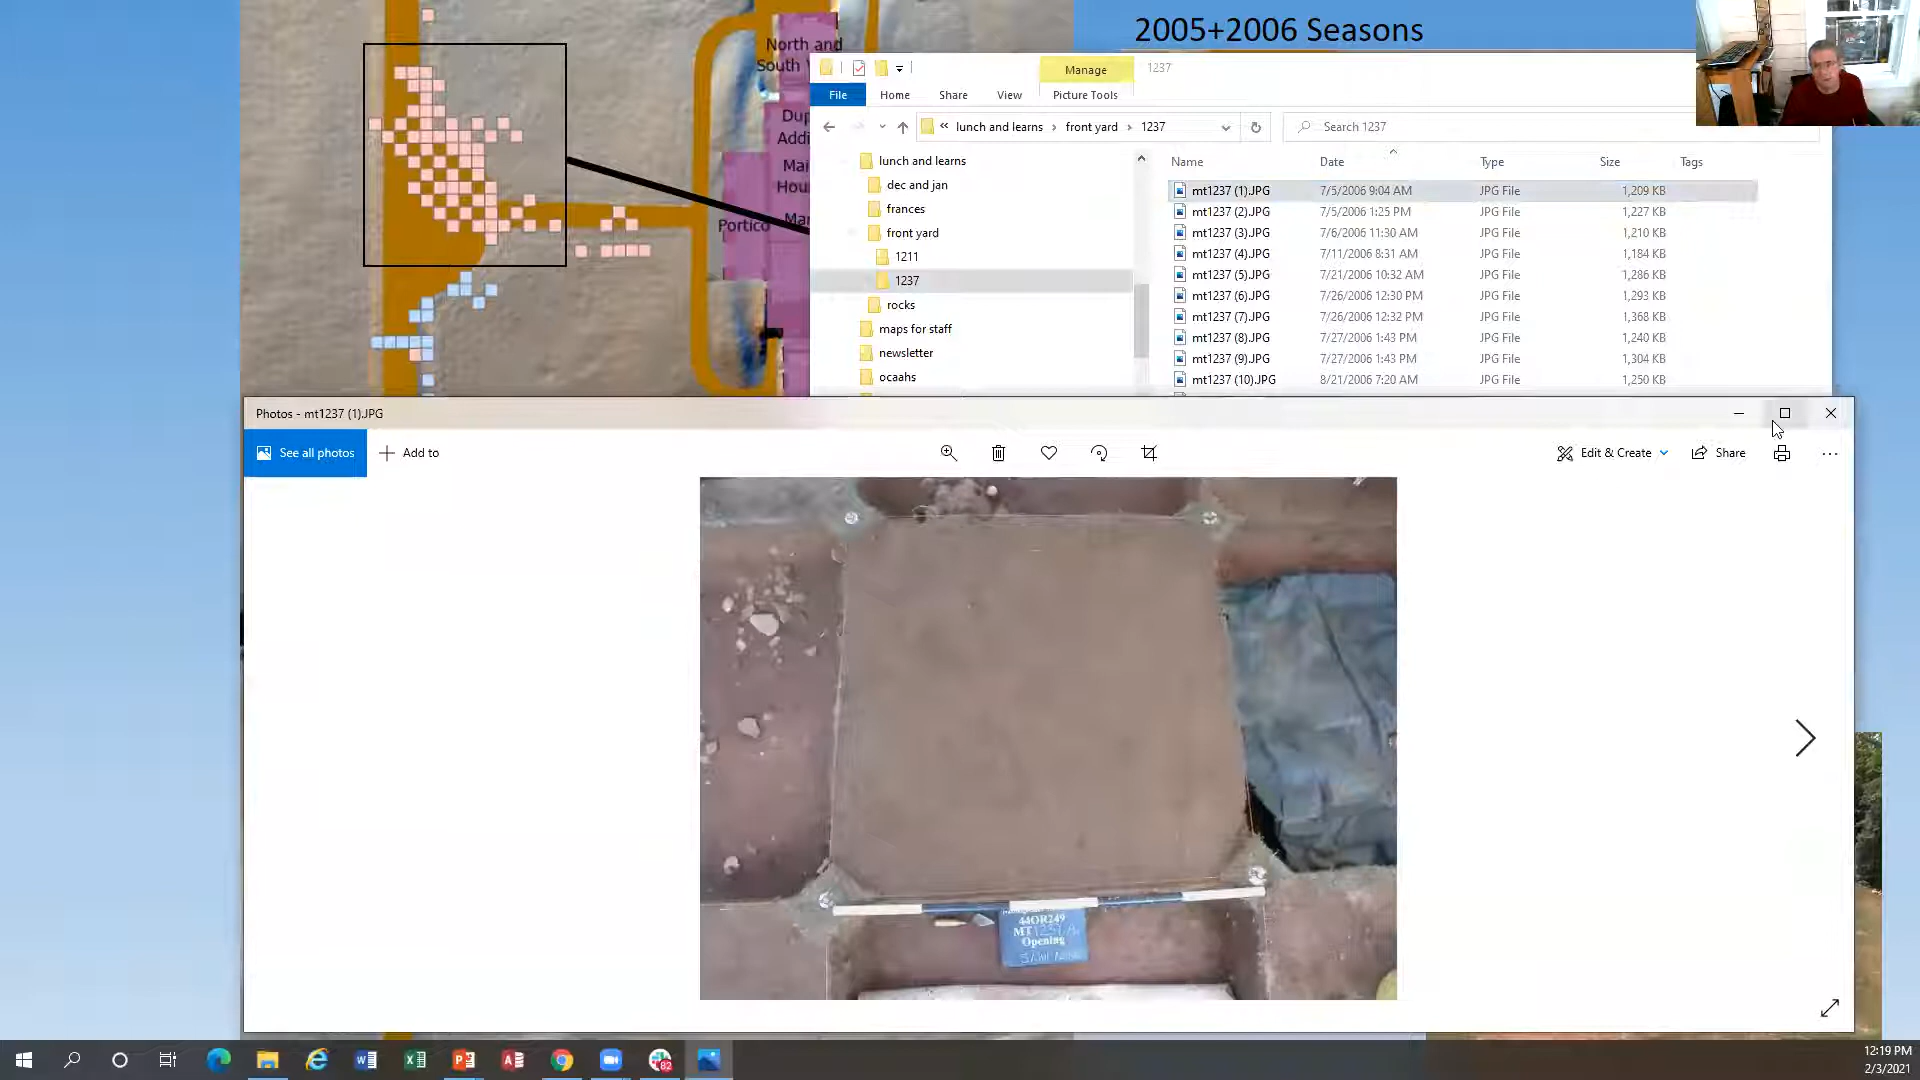 2005+2006 Seasons
North and
South
Dup
Addi
Mai
Hou
Ma
Portico
Manage
1237
File
Home
Share
View
Picture Tools
« lunch and learns › front yard › 1237
Search 1237
lunch and learns
dec and jan
frances
front yard
1211
1237
rocks
maps for staff
newsletter
ocaahs
Name Date Type Size Tags
mt1237 (1).JPG 7/5/2006 9:04 AM JPG File 1,209 KB
mt1237 (2).JPG 7/5/2006 1:25 PM JPG File 1,227 KB
mt1237 (3).JPG 7/6/2006 11:30 AM JPG File 1,210 KB
mt1237 (4).JPG 7/11/2006 8:31 AM JPG File 1,184 KB
mt1237 (5).JPG 7/21/2006 10:32 AM JPG File 1,286 KB
mt1237 (6).JPG 7/26/2006 12:30 PM JPG File 1,293 KB
mt1237 (7).JPG 7/26/2006 12:32 PM JPG File 1,368 KB
mt1237 (8).JPG 7/27/2006 1:43 PM JPG File 1,240 KB
mt1237 (9).JPG 7/27/2006 1:43 PM JPG File 1,304 KB
mt1237 (10).JPG 8/21/2006 7:20 AM JPG File 1,250 KB
Photos - mt1237 (1).JPG
See all photos
Add to
Edit & Create
Share
44OR249
MT 1237A
Opening
82
12:19 PM
2/3/2021